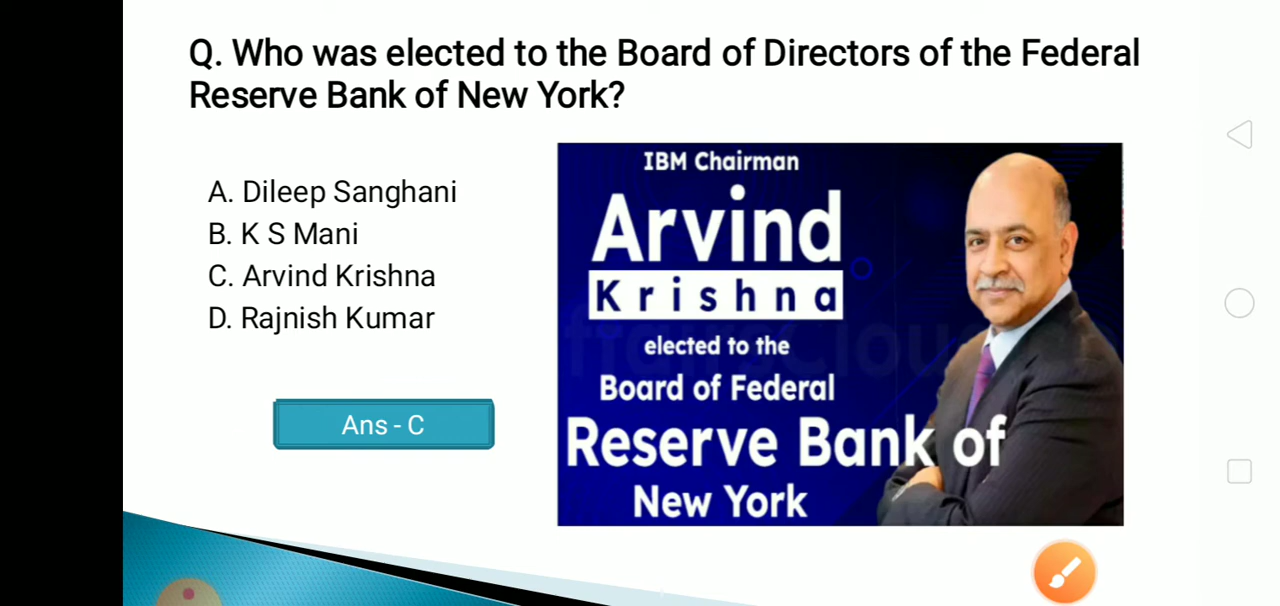 Q. Who was elected to the Board of Directors of the Federal
Reserve Bank of New York?
A. Dileep Sanghani
B. K S Mani
C. Arvind Krishna
D. Rajnish Kumar
Ans - C
IBM Chairman
Arvind
Krishna
elected to the
Board of Federal
Reserve Bank of
New York